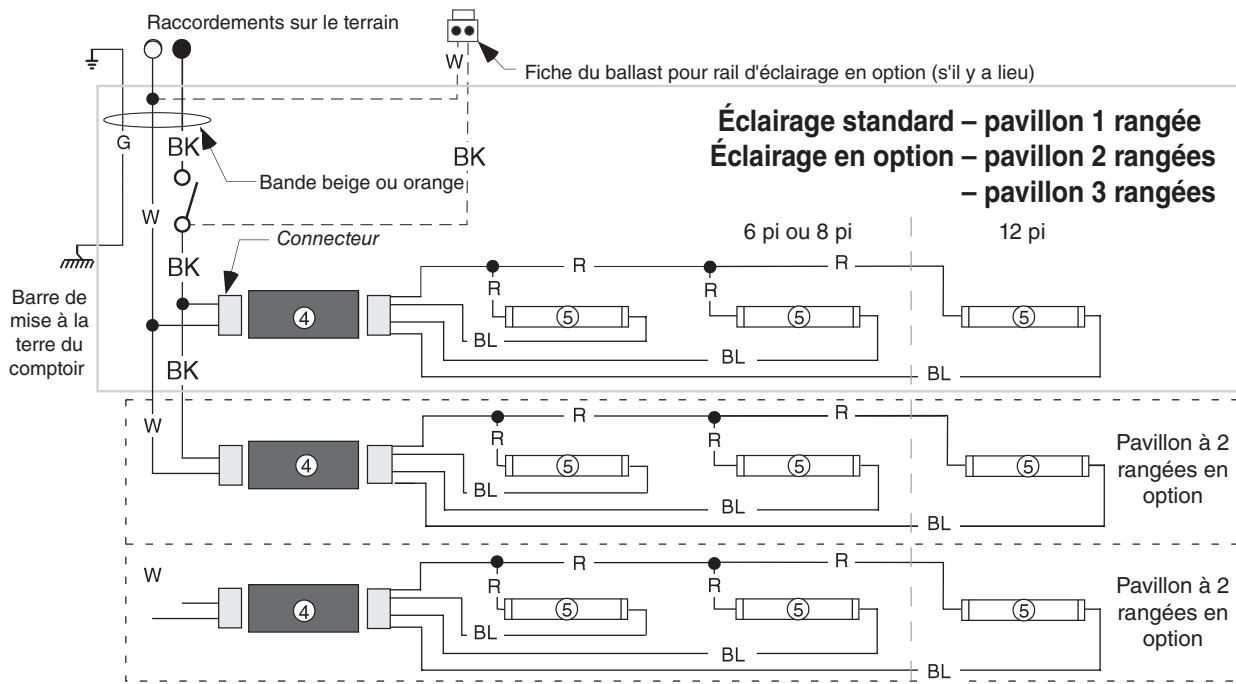 Raccordements sur le terrain
W
Fiche du ballast pour rail d'éclairage en option (s'il y a lieu)
Éclairage standard – pavillon 1 rangée
Éclairage en option – pavillon 2 rangées
– pavillon 3 rangées
G
BK
BK
Bande beige ou orange
W
Connecteur
6 pi ou 8 pi
12 pi
BK
R
R
R
R
Barre de
mise à la
terre du
comptoir
4
5
5
5
BL
BL
BL
BK
W
R
R
R
R
4
5
5
5
BL
BL
BL
Pavillon à 2
rangées en
option
W
R
R
R
R
4
5
5
5
BL
BL
BL
Pavillon à 2
rangées en
option